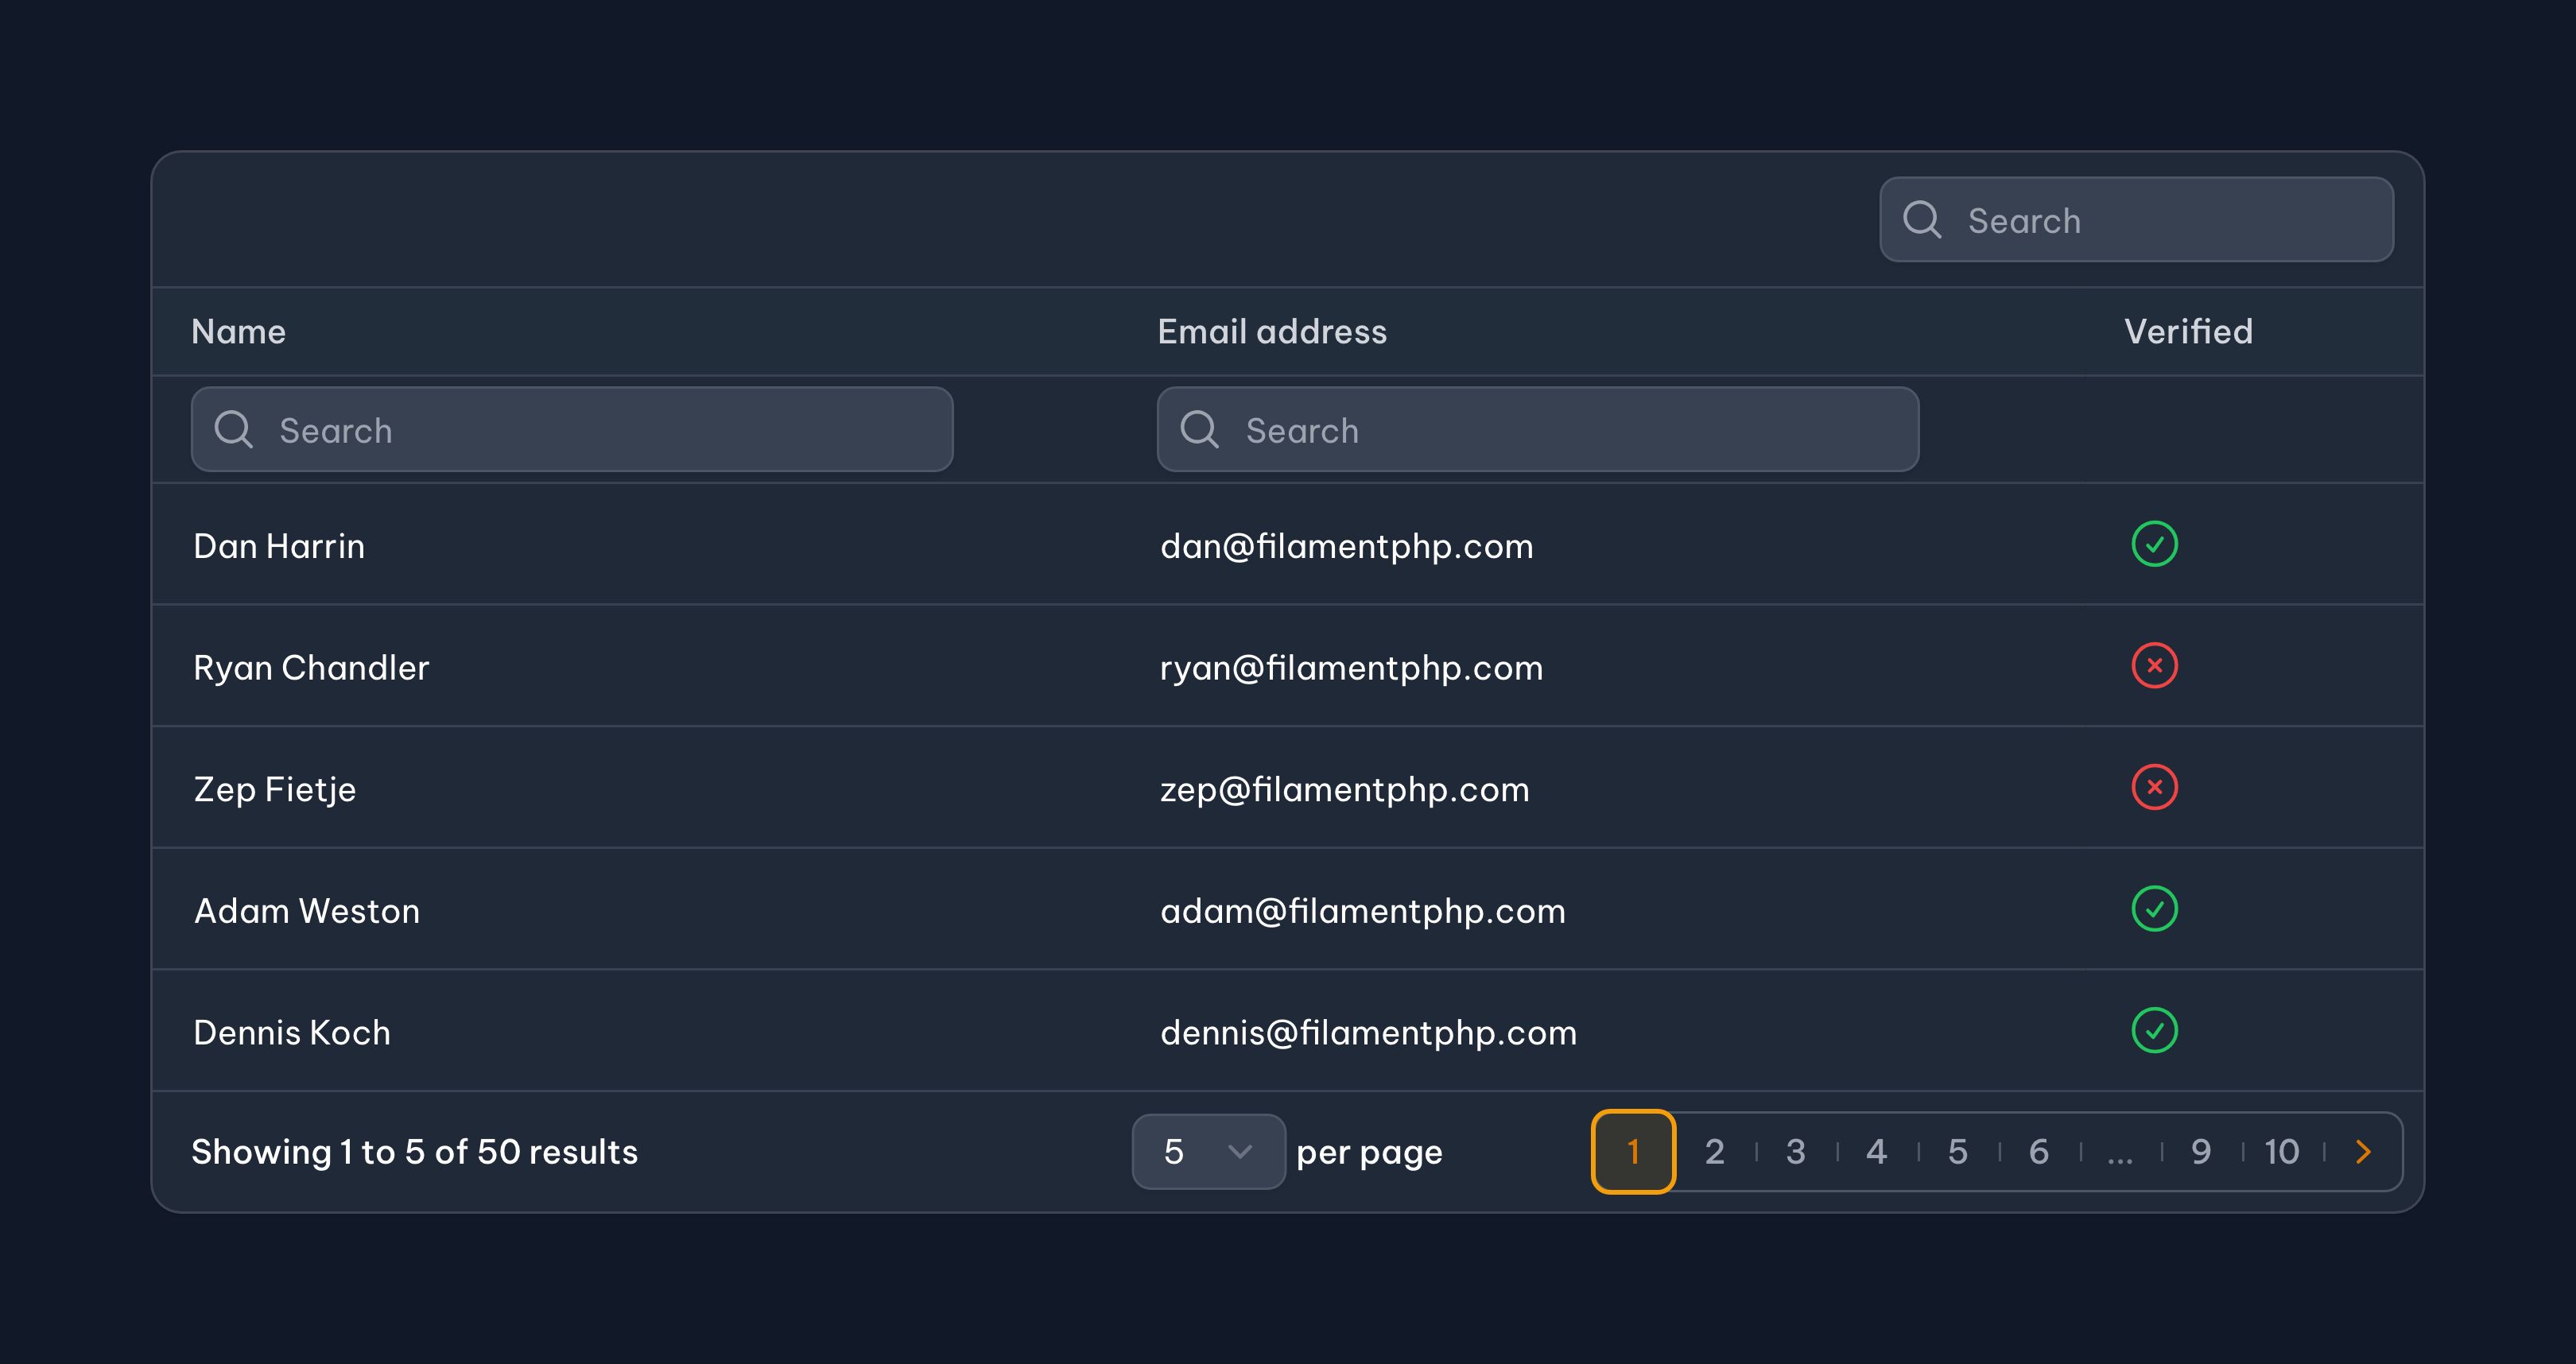 Search
Name Email address Verified
Search Search
Dan Harrin dan@filamentphp.com
Ryan Chandler ryan@filamentphp.com
Zep Fietje zep@filamentphp.com
Adam Weston adam@filamentphp.com
Dennis Koch dennis@filamentphp.com
Showing 1 to 5 of 50 results 5 per page 1 2 3 4 5 6 ... 9 10